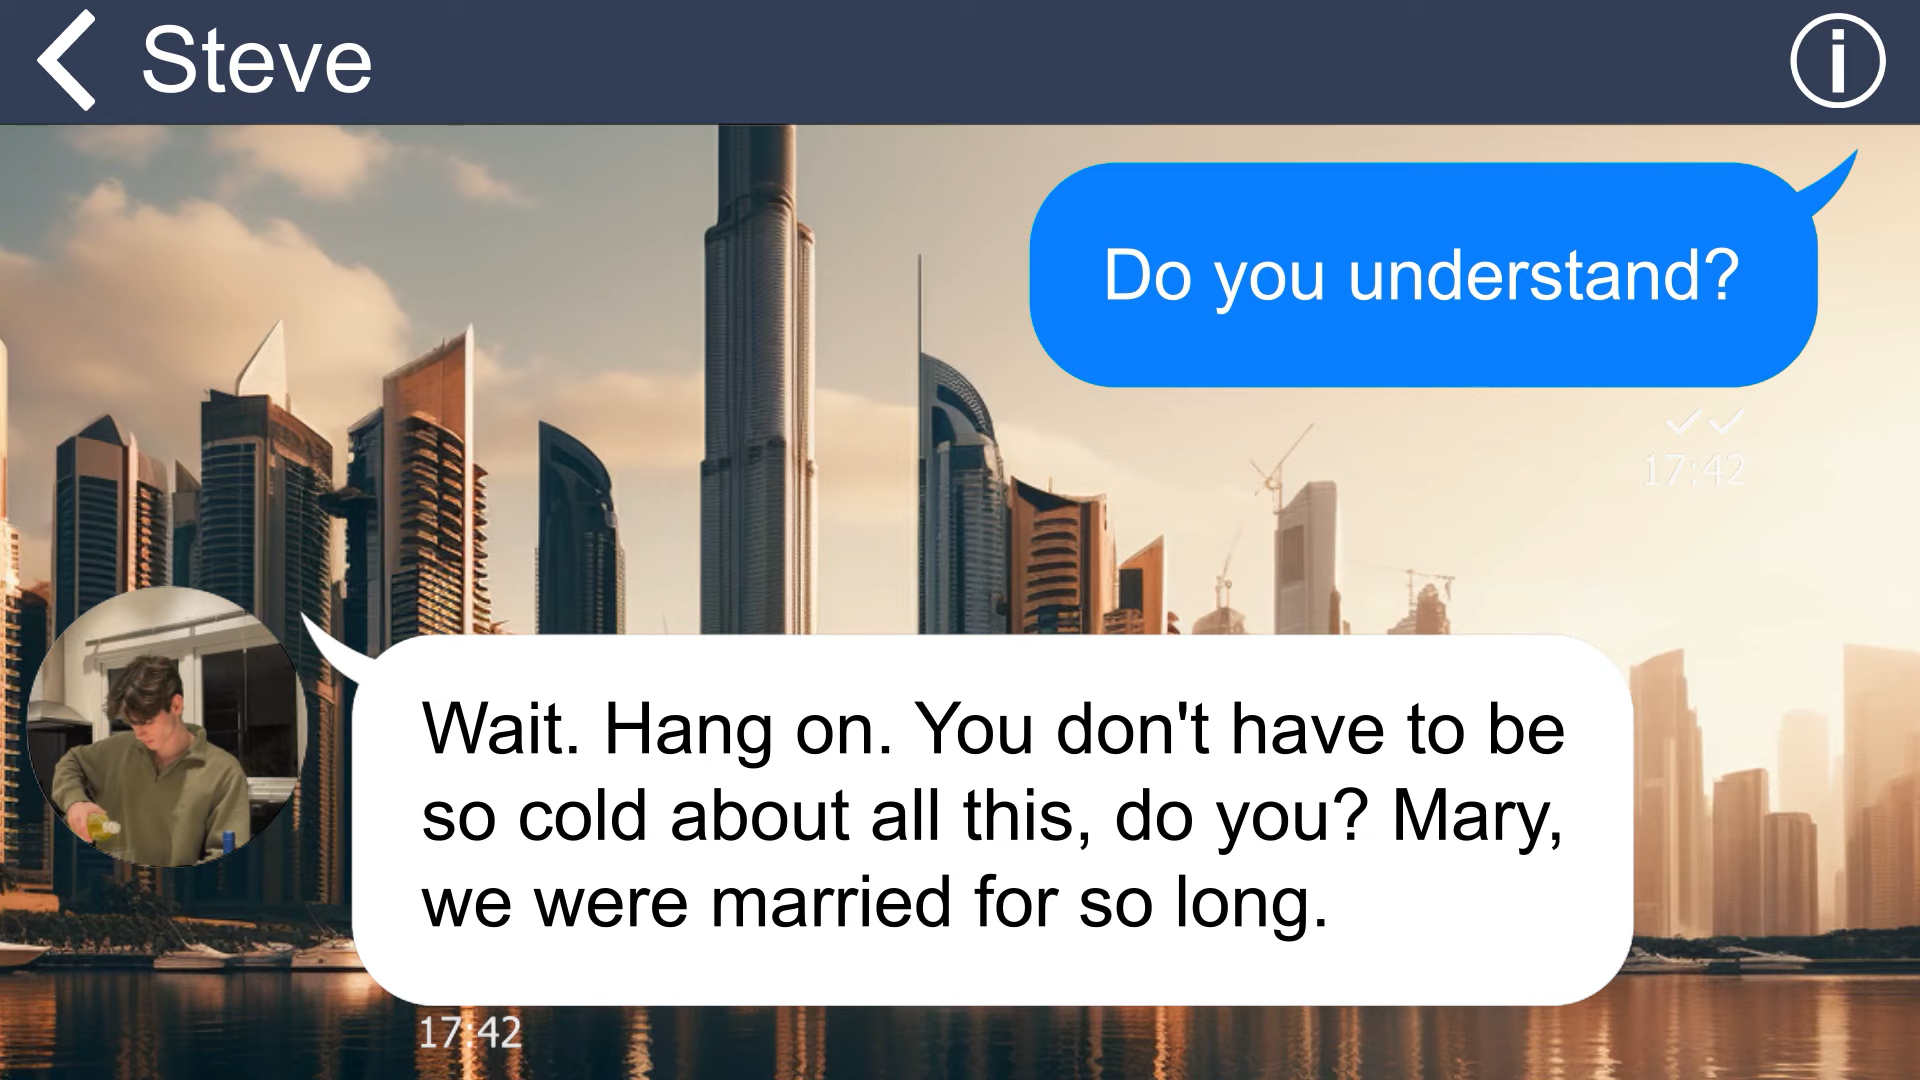 Steve
Do you understand?
17:42
Wait. Hang on. You don't have to be
so cold about all this, do you? Mary,
we were married for so long.
17:42